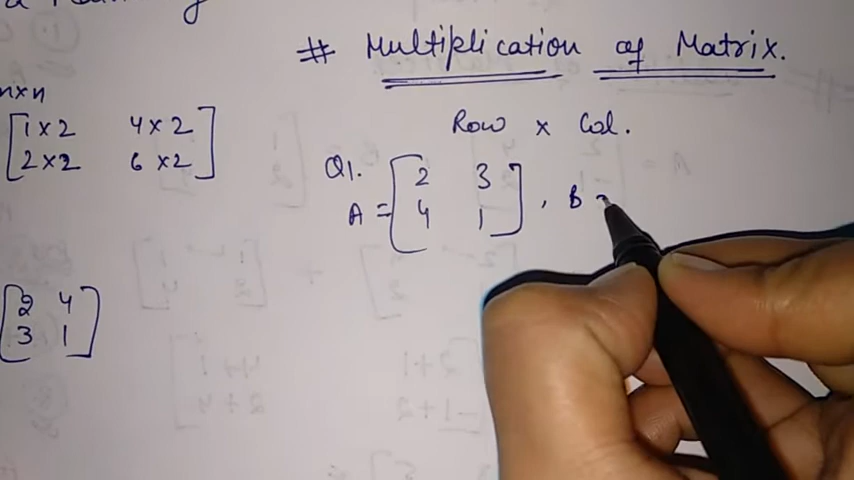 # Multiplication of Matrix.
Row x Col.
Q1.
A = [2 3
4 1] , B =
n×n
[1 x 2 4 x 2
2 x 2 6 x 2]
[2 4
3 1]